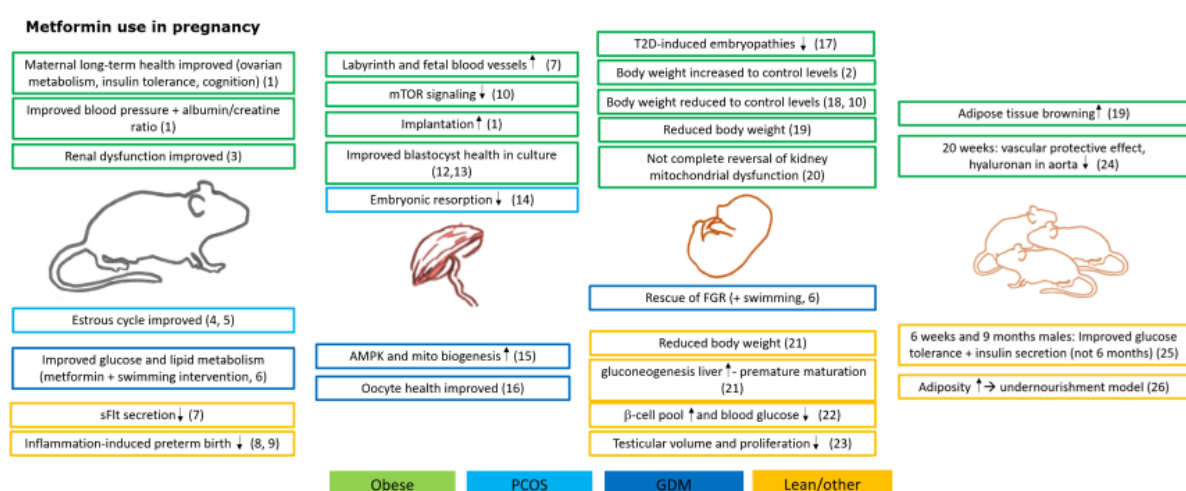 Metformin use in pregnancy
Maternal long-term health improved (ovarian
metabolism, insulin tolerance, cognition) (1)
Improved blood pressure + albumin/creatine
ratio (1)
Renal dysfunction improved (3)
Estrous cycle improved (4, 5)
Improved glucose and lipid metabolism
(metformin + swimming intervention, 6)
sFlt secretion↓ (7)
Inflammation-induced preterm birth ↓ (8, 9)
Labyrinth and fetal blood vessels↑ (7)
mTOR signaling ↓ (10)
Implantation ↑ (1)
Improved blastocyst health in culture
(12,13)
Embryonic resorption ↓ (14)
AMPK and mito biogenesis ↑ (15)
Oocyte health improved (16)
T2D-induced embryopathies ↓ (17)
Body weight increased to control levels (2)
Body weight reduced to control levels (18, 10)
Reduced body weight (19)
Not complete reversal of kidney
mitochondrial dysfunction (20)
Rescue of FGR (+ swimming, 6)
Reduced body weight (21)
gluconeogenesis liver↑- premature maturation
(21)
β-cell pool ↑ and blood glucose ↓ (22)
Testicular volume and proliferation↓ (23)
Adipose tissue browning↑ (19)
20 weeks: vascular protective effect,
hyaluronan in aorta ↓ (24)
6 weeks and 9 months males: Improved glucose
tolerance + insulin secretion (not 6 months) (25)
Adiposity ↑→ undernourishment model (26)
Obese
PCOS
GDM
Lean/other